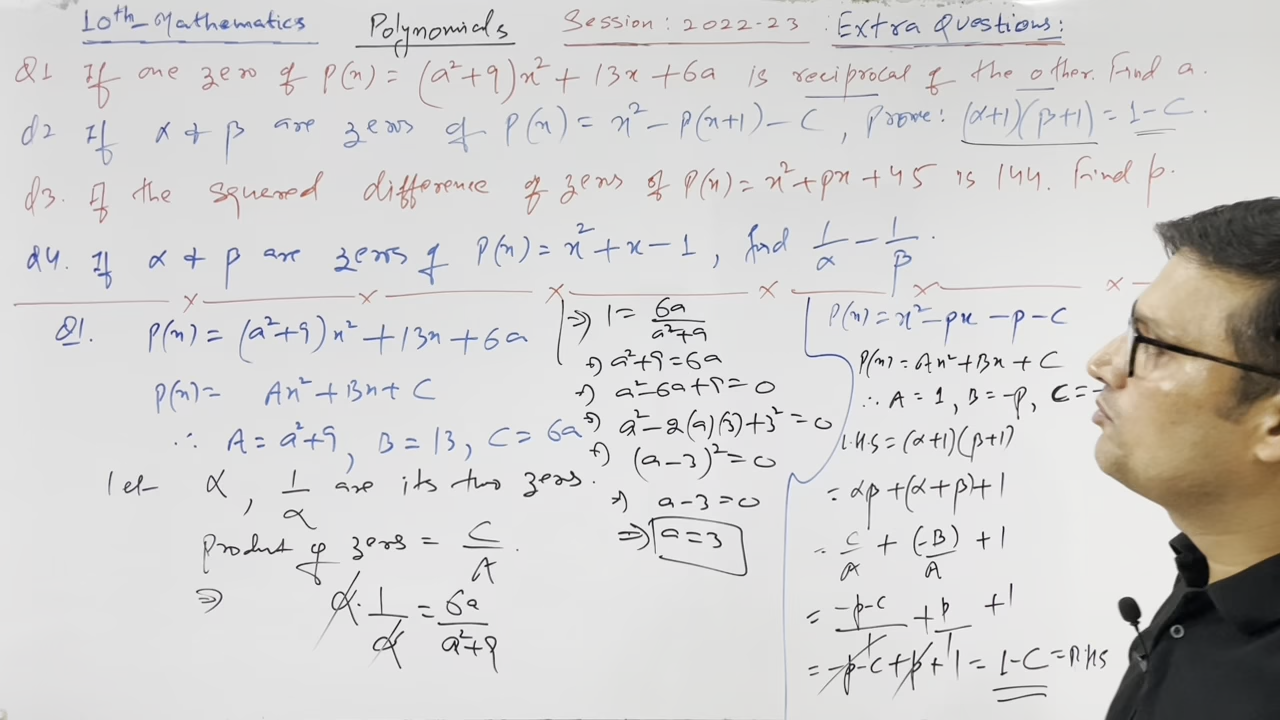 10th Mathematics Polynomials Session: 2022-23 Extra Questions:
Q1 If one zero of P(x) = (a²+9)x² + 13x + 6a is reciprocal of the other. Find a.
Q2 If α & β are zeros of P(x) = x² - P(x+1) - C, Prove: (α+1)(β+1) = 1-C.
Q3. If the squared difference of zeros of P(x) = x² + px + 45 is 144. Find p.
Q4. If α & β are zeros of P(x) = x² + x - 1, find 1/α - 1/β.
Q1. P(x) = (a²+9)x² + 13x + 6a
P(x) = Ax² + Bx + C
∴ A = a²+9, B = 13, C = 6a
let α, 1/α are its two zeros.
Product of zeros = C/A.
⇒ α · 1/α = 6a/a²+9
⇒ 1 = 6a/a²+9
⇒ a²+9 = 6a
⇒ a²-6a+9 = 0
⇒ a² - 2(a)(3) + 3² = 0
⇒ (a-3)² = 0
⇒ a-3 = 0
⇒ a = 3
P(x) = x² - px - p - C
P(x) = Ax² + Bx + C
∴ A = 1, B = -p, C = -
L.H.S = (α+1)(β+1)
= αβ + (α+β) + 1
= C/A + (-B)/A + 1
= -p-c/1 + p/1 + 1
= -p-c+p+1 = 1-C = RHS